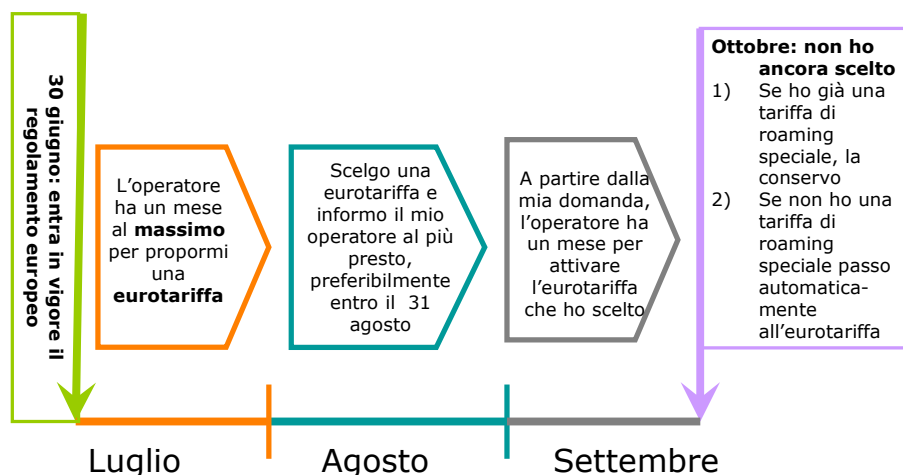 30 giugno: entra in vigore il
regolamento europeo
L’operatore
ha un mese
al massimo
per propormi
una
eurotariffa
Scelgo una
eurotariffa e
informo il mio
operatore al più
presto,
preferibilmente
entro il 31
agosto
A partire dalla
mia domanda,
l’operatore ha
un mese per
attivare
l’eurotariffa
che ho scelto
Ottobre: non ho
ancora scelto
1) Se ho già una
tariffa di
roaming
speciale, la
conservo
2) Se non ho una
tariffa di
roaming
speciale passo
automatica-
mente
all’eurotariffa
Luglio
Agosto
Settembre